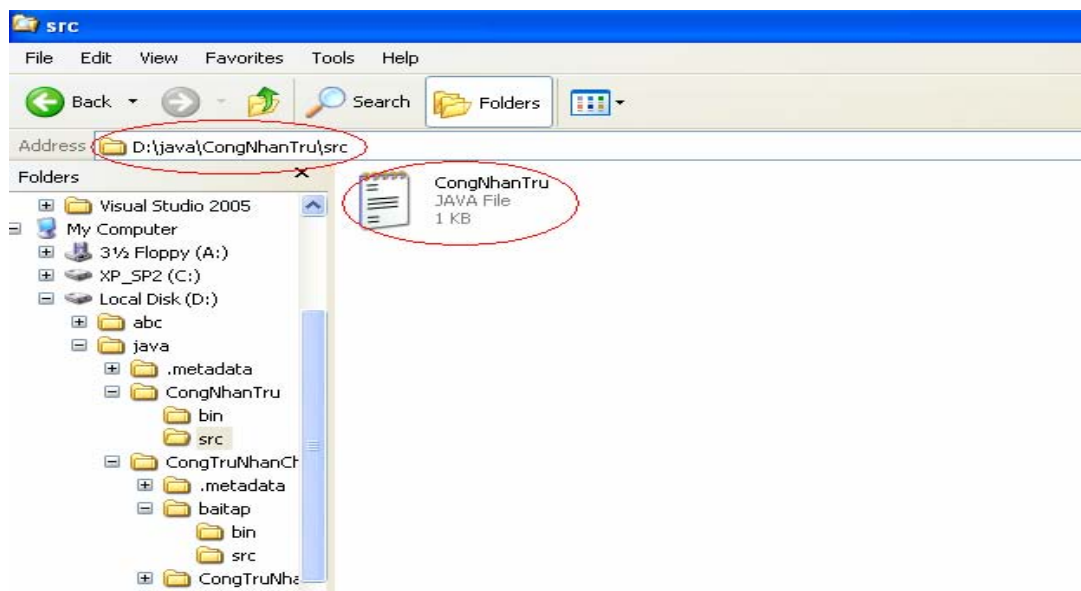 src
File Edit View Favorites Tools Help
Back Search Folders
Address D:\java\CongNhanTru\src
Folders
Visual Studio 2005
My Computer
3½ Floppy (A:)
XP_SP2 (C:)
Local Disk (D:)
abc
java
.metadata
CongNhanTru
bin
src
CongTruNhanCh
.metadata
baitap
bin
src
CongTruNha
CongNhanTru
JAVA File
1 KB